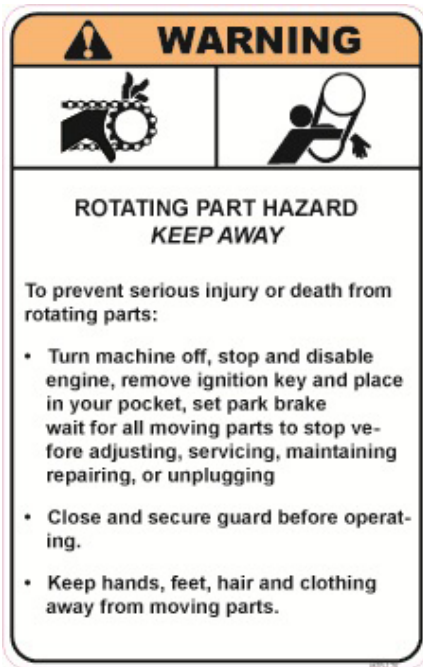 WARNING
ROTATING PART HAZARD
KEEP AWAY
To prevent serious injury or death from
rotating parts:
• Turn machine off, stop and disable
engine, remove ignition key and place
in your pocket, set park brake
wait for all moving parts to stop ve-
fore adjusting, servicing, maintaining
repairing, or unplugging
• Close and secure guard before operat-
ing.
• Keep hands, feet, hair and clothing
away from moving parts.